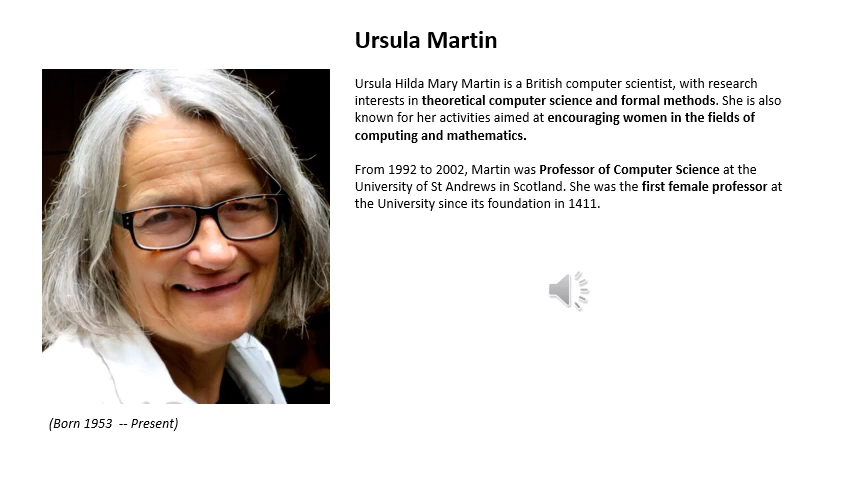 Ursula Martin
Ursula Hilda Mary Martin is a British computer scientist, with research
interests in theoretical computer science and formal methods. She is also
known for her activities aimed at encouraging women in the fields of
computing and mathematics.
From 1992 to 2002, Martin was Professor of Computer Science at the
University of St Andrews in Scotland. She was the first female professor at
the University since its foundation in 1411.
(Born 1953  -- Present)